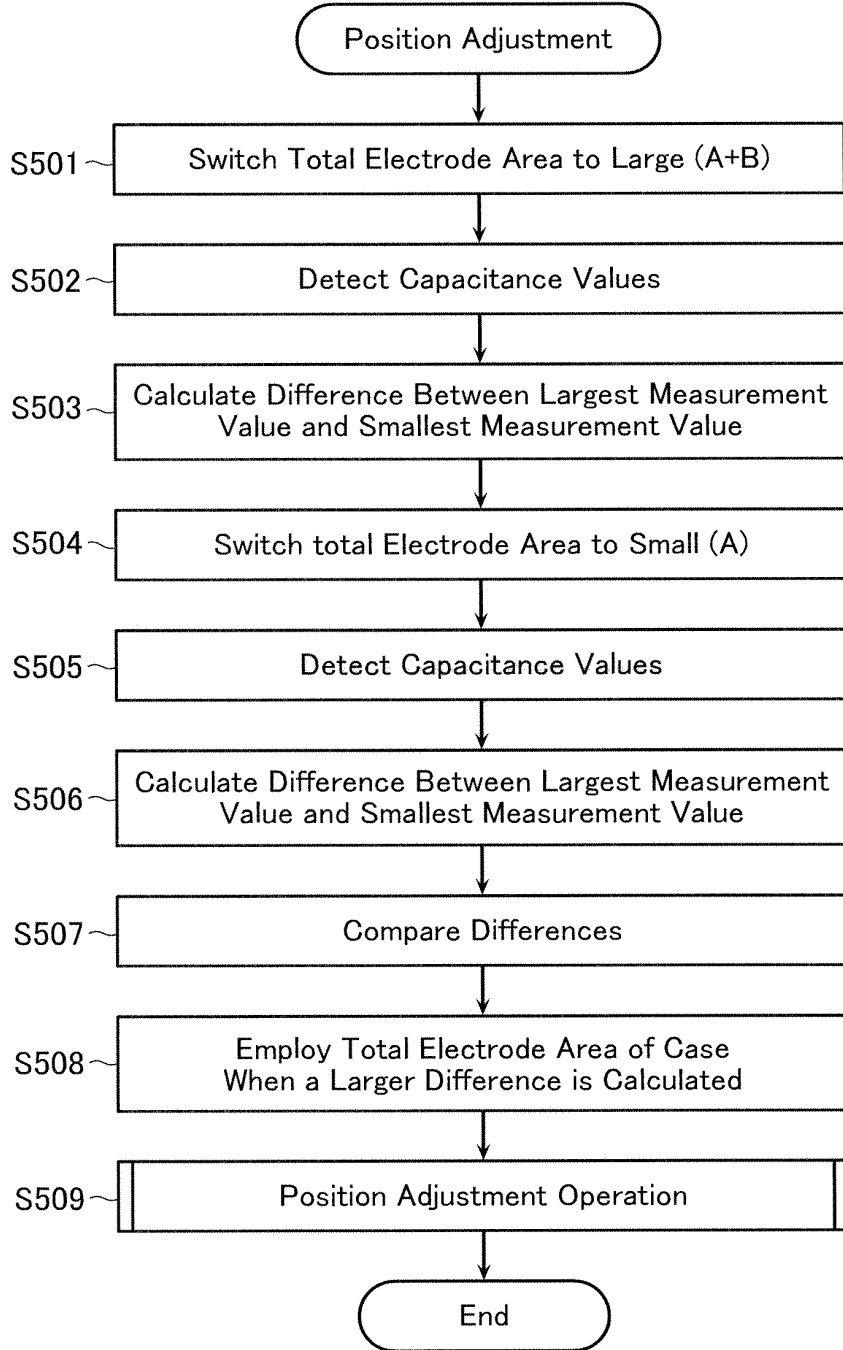 Position Adjustment
S501
Switch Total Electrode Area to Large (A+B)
S502
Detect Capacitance Values
S503
Calculate Difference Between Largest Measurement
Value and Smallest Measurement Value
S504
Switch total Electrode Area to Small (A)
S505
Detect Capacitance Values
S506
Calculate Difference Between Largest Measurement
Value and Smallest Measurement Value
S507
Compare Differences
S508
Employ Total Electrode Area of Case
When a Larger Difference is Calculated
S509
Position Adjustment Operation
End